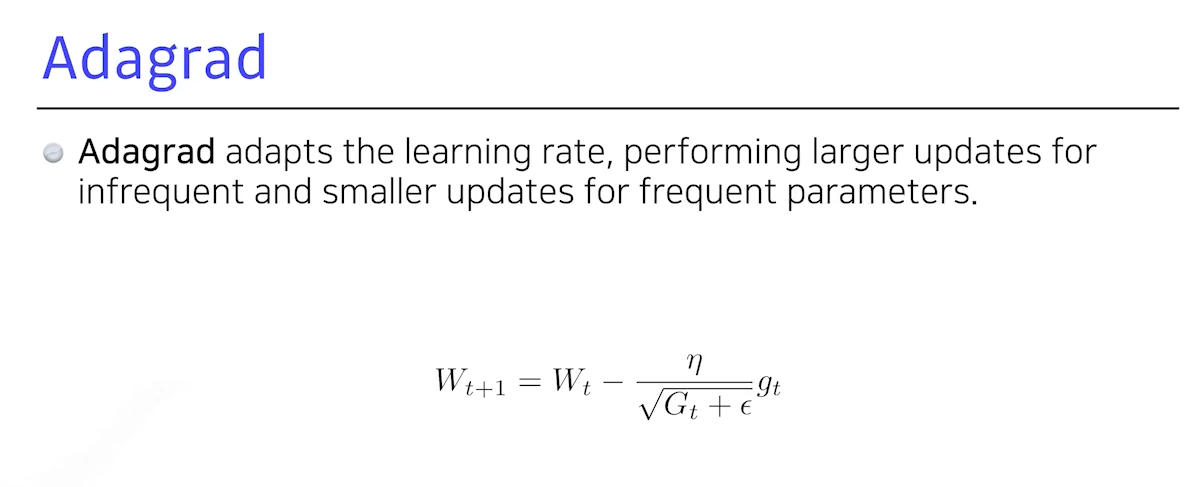 Adagrad
Adagrad adapts the learning rate, performing larger updates for
infrequent and smaller updates for frequent parameters.
$W_{t+1} = W_t - \frac{\eta}{\sqrt{G_t + \epsilon}} g_t$